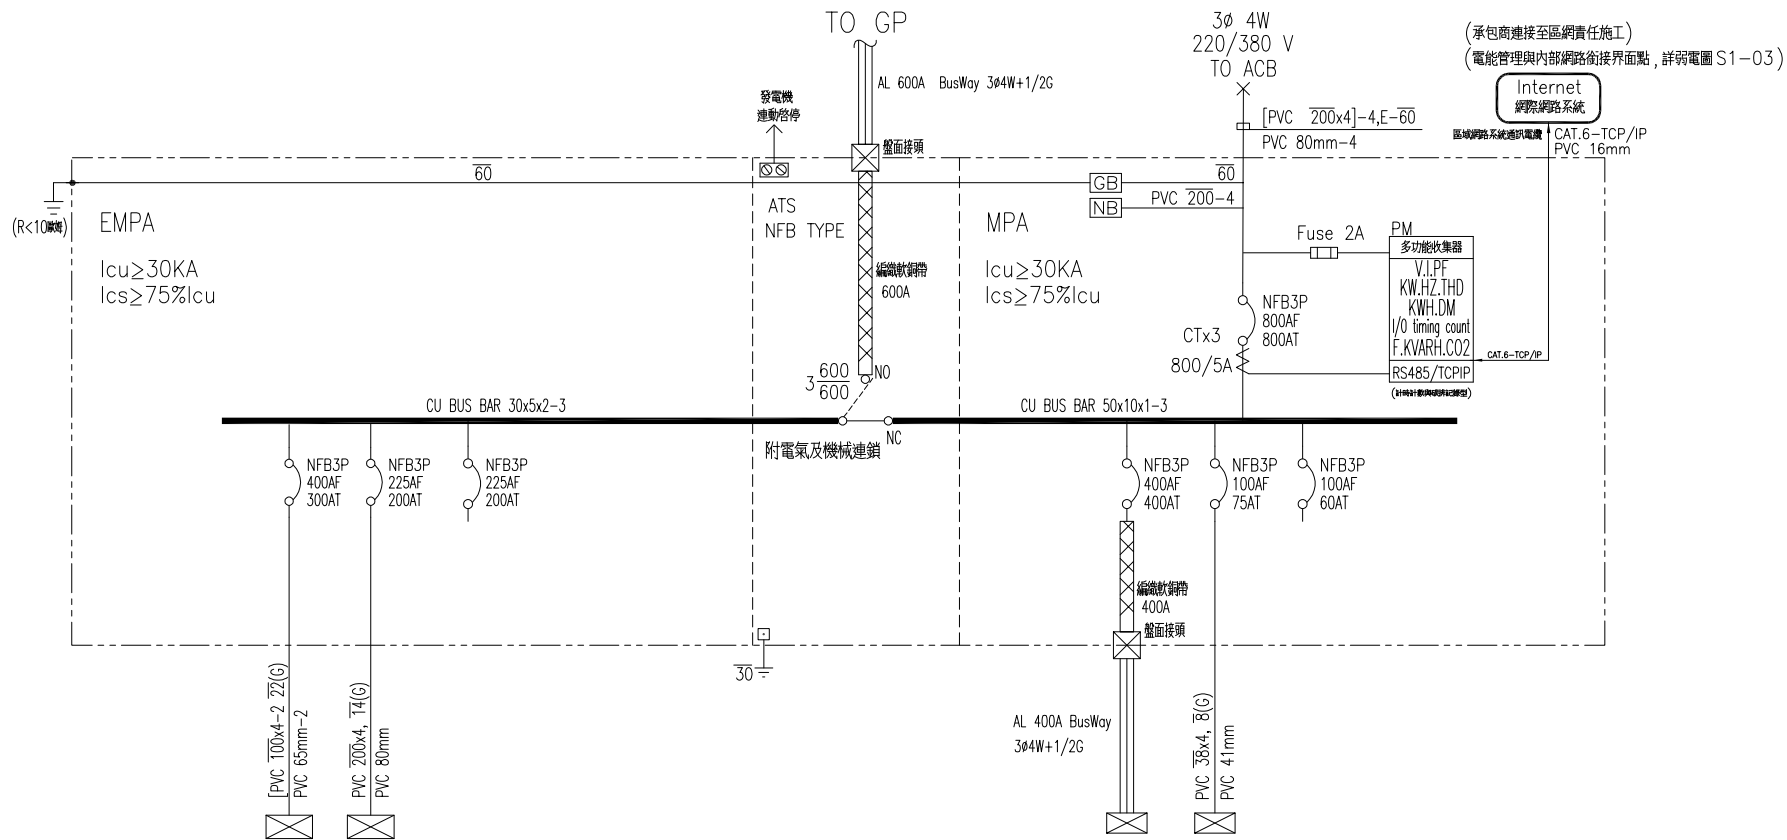 TO GP
3ø 4W
220/380 V
TO ACB
(承包商連接至區網責任施工)
(電能管理與內部網路銜接界面點，詳弱電圖S1-03)
Internet
網際網路系統
AL 600A BusWay 3ø4W+1/2G
發電機
連動啓停
[PVC 200x4]-4,E-60
PVC 80mm-4
區域網路系統通訊電纜
CAT.6-TCP/IP
PVC 16mm
盤面接頭
60
60
GB
NB
PVC 200-4
(R<10歐姆)
EMPA
Icu≥30KA
Ics≥75%Icu
ATS
NFB TYPE
MPA
Icu≥30KA
Ics≥75%Icu
編織軟銅帶
600A
Fuse 2A
PM
多功能收集器
V.I.PF
KW.HZ.THD
KWH.DM
I/O timing count
F.KVARH.CO2
RS485/TCPIP
CAT.6-TCP/IP
NFB3P
800AF
800AT
CTx3
800/5A
3 600
600
NO
NC
CU BUS BAR 30x5x2-3
CU BUS BAR 50x10x1-3
附電氣及機械連鎖
NFB3P
400AF
300AT
NFB3P
225AF
200AT
NFB3P
225AF
200AT
NFB3P
400AF
400AT
NFB3P
100AF
75AT
NFB3P
100AF
60AT
編織軟銅帶
400A
盤面接頭
30
[PVC 100x4-2 22(G)
PVC 65mm-2
PVC 200x4, 14(G)
PVC 80mm
AL 400A BusWay
3ø4W+1/2G
PVC 38x4, 8(G)
PVC 41mm